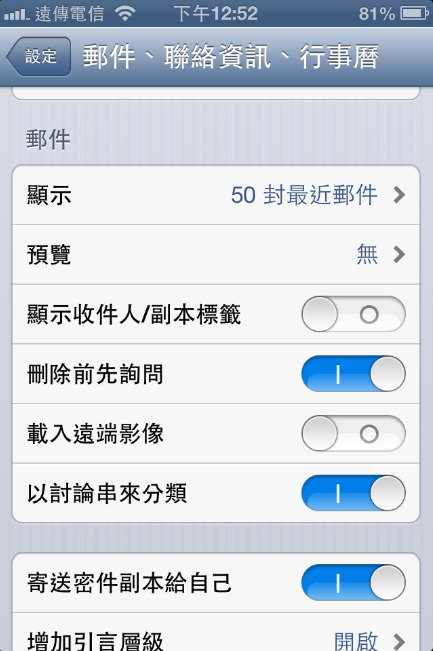 遠傳電信 下午12:52 81%
設定 郵件、聯絡資訊、行事曆
郵件
顯示 50 封最近郵件
預覽 無
顯示收件人/副本標籤
刪除前先詢問
載入遠端影像
以討論串來分類
寄送密件副本給自己
增加引言層級 開啟